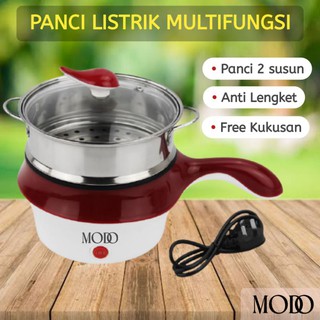 PANCI LISTRIK MULTIFUNGSI
• Panci 2 susun
• Anti Lengket
• Free Kukusan
MODO
MODO